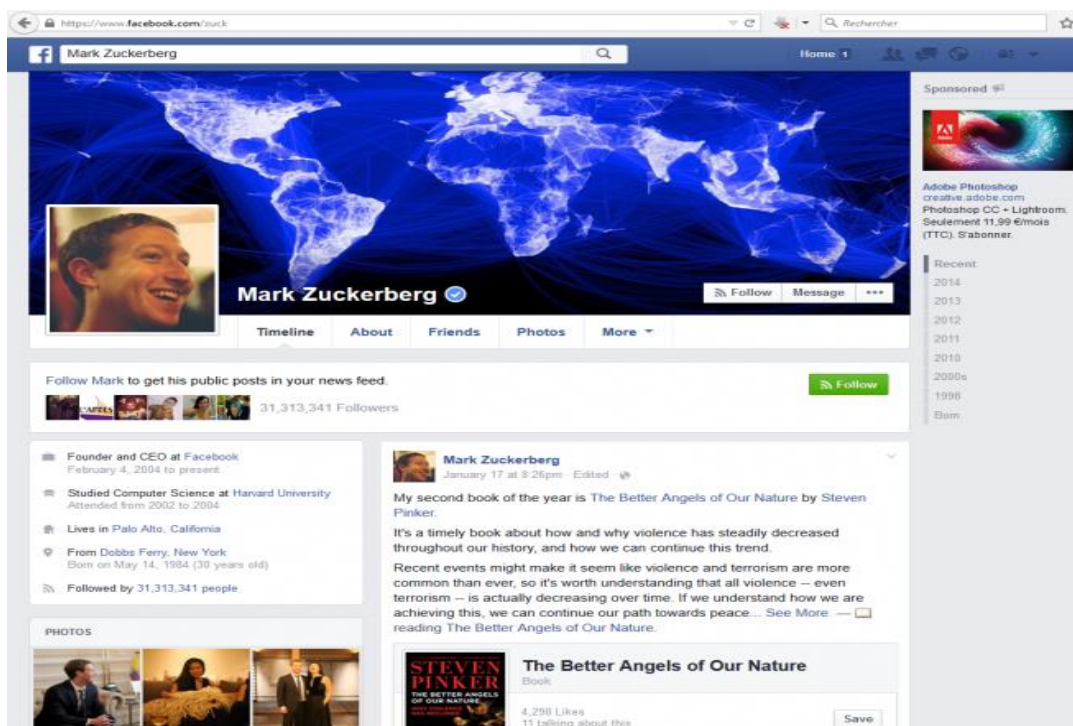 https://www.facebook.com/zuck
Rechercher
f
Mark Zuckerberg
Home 1
Mark Zuckerberg
Follow Message •••
Timeline About Friends Photos More
Follow Mark to get his public posts in your news feed.
Follow
31,313,341 Followers
Founder and CEO at Facebook
February 4, 2004 to present
Studied Computer Science at Harvard University
Attended from 2002 to 2004
Lives in Palo Alto, California
From Dobbs Ferry, New York
Born on May 14, 1984 (30 years old)
Followed by 31,313,341 people
PHOTOS
Mark Zuckerberg
January 17 at 8:26pm · Edited ·
My second book of the year is The Better Angels of Our Nature by Steven
Pinker.
It's a timely book about how and why violence has steadily decreased
throughout our history, and how we can continue this trend.
Recent events might make it seem like violence and terrorism are more
common than ever, so it's worth understanding that all violence -- even
terrorism -- is actually decreasing over time. If we understand how we are
achieving this, we can continue our path towards peace... See More —
reading The Better Angels of Our Nature.
STEVEN
PINKER
THE BETTER ANGELS
OF OUR NATURE
The Better Angels of Our Nature
Book
4,298 Likes
11 talking about this
Save
Sponsored
Adobe Photoshop
creative.adobe.com
Photoshop CC + Lightroom.
Seulement 11,99 €/mois
(TTC). S'abonner.
Recent
2014
2013
2012
2011
2010
2000s
1998
Born